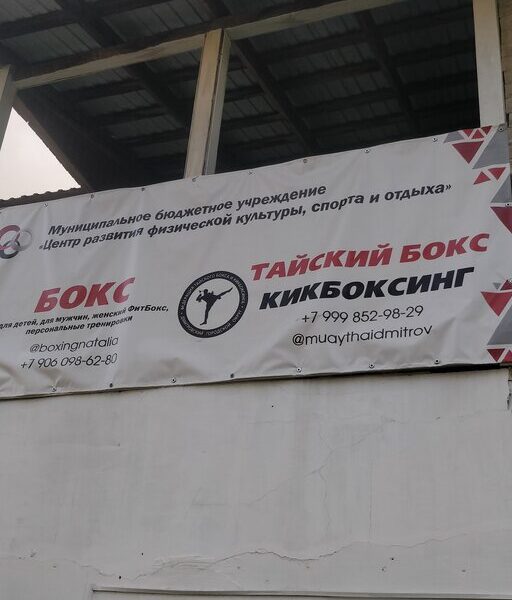 Муниципальное бюджетное учреждение
«Центр развития физической культуры, спорта и отдыха»
БОКС
для детей, для мужчин, женский ФитБокс,
персональные тренировки
@boxingnatalia
+7 906 098-62-80
ТАЙСКИЙ БОКС
КИКБОКСИНГ
+7 999 852-98-29
@muaythaidmitrov